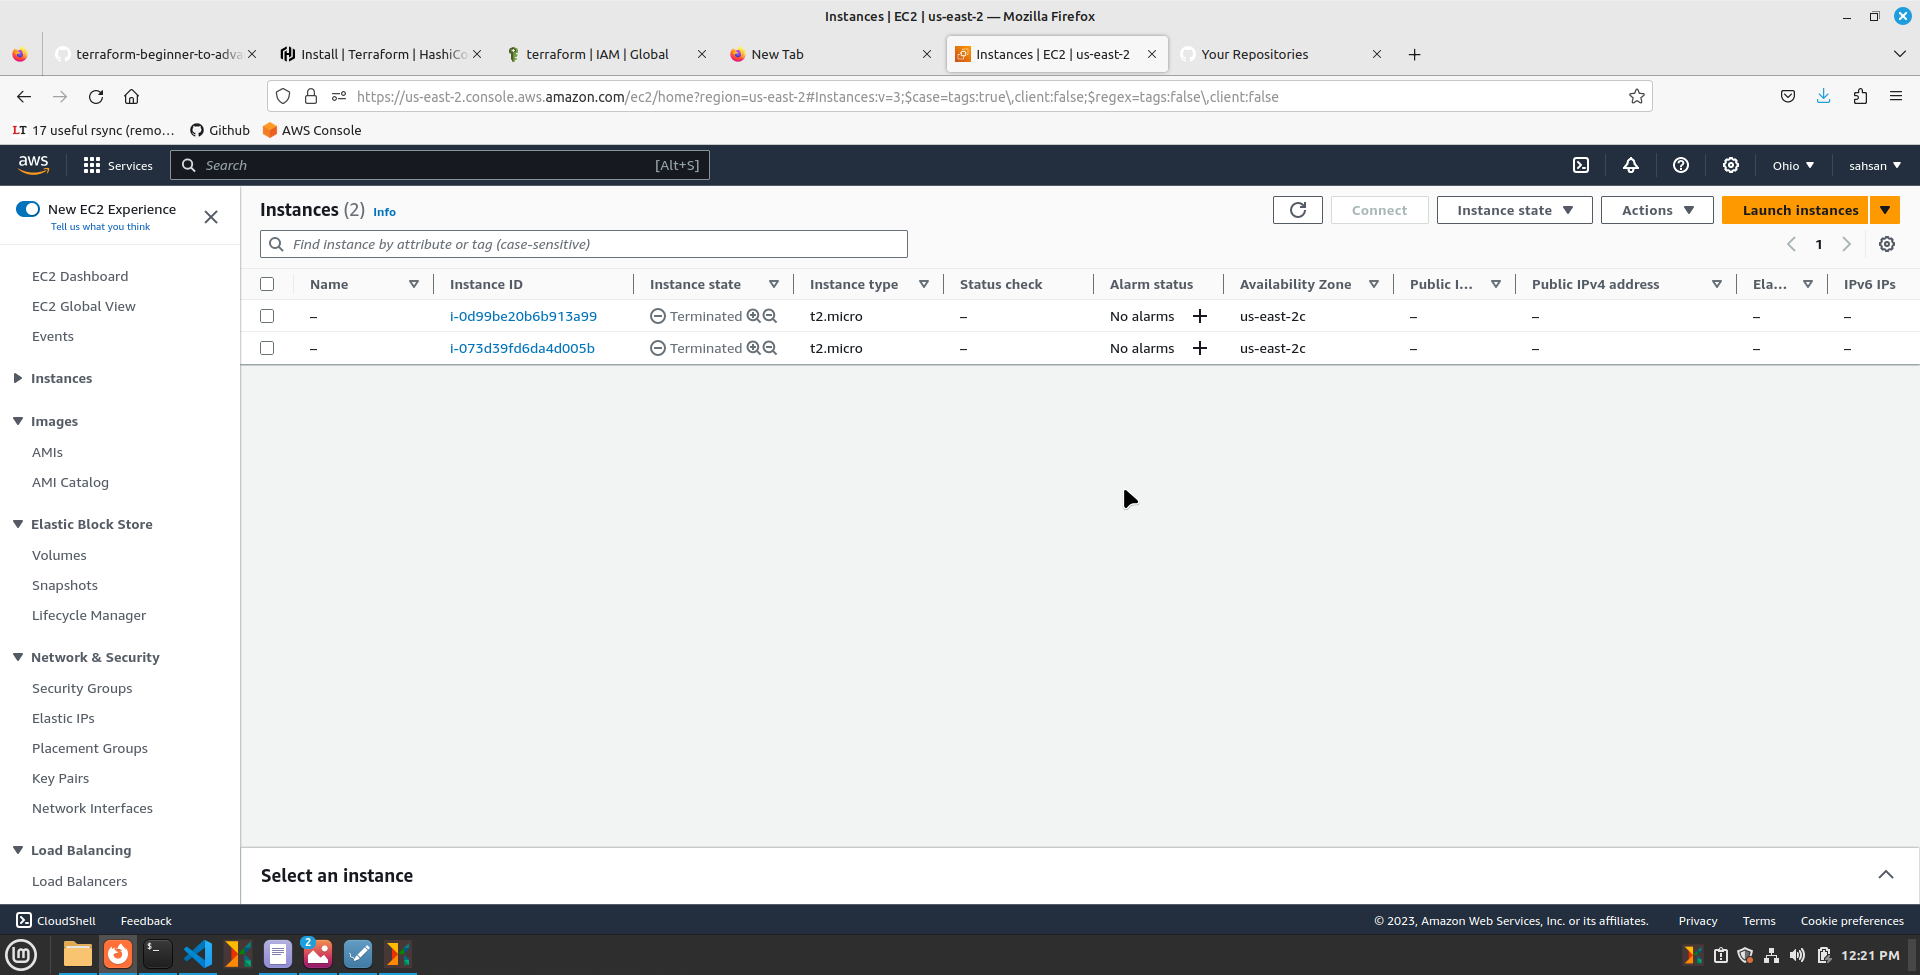 Instances | EC2 | us-east-2 — Mozilla Firefox
terraform-beginner-to-adva
Install | Terraform | HashiCo
terraform | IAM | Global
New Tab
Instances | EC2 | us-east-2
Your Repositories
https://us-east-2.console.aws.amazon.com/ec2/home?region=us-east-2#Instances:v=3;$case=tags:true\,client:false;$regex=tags:false\,client:false
LT 17 useful rsync (remo… Github AWS Console
aws Services Search [Alt+S] Ohio sahsan
New EC2 Experience
Tell us what you think
EC2 Dashboard
EC2 Global View
Events
Instances
Images
AMIs
AMI Catalog
Elastic Block Store
Volumes
Snapshots
Lifecycle Manager
Network & Security
Security Groups
Elastic IPs
Placement Groups
Key Pairs
Network Interfaces
Load Balancing
Load Balancers
Instances (2) Info
Connect Instance state Actions Launch instances
Find instance by attribute or tag (case-sensitive) 1
Name Instance ID Instance state Instance type Status check Alarm status Availability Zone Public I... Public IPv4 address Ela... IPv6 IPs
– i-0d99be20b6b913a99 Terminated t2.micro – No alarms + us-east-2c – – – –
– i-073d39fd6da4d005b Terminated t2.micro – No alarms + us-east-2c – – – –
Select an instance
CloudShell Feedback © 2023, Amazon Web Services, Inc. or its affiliates. Privacy Terms Cookie preferences
2
12:21 PM